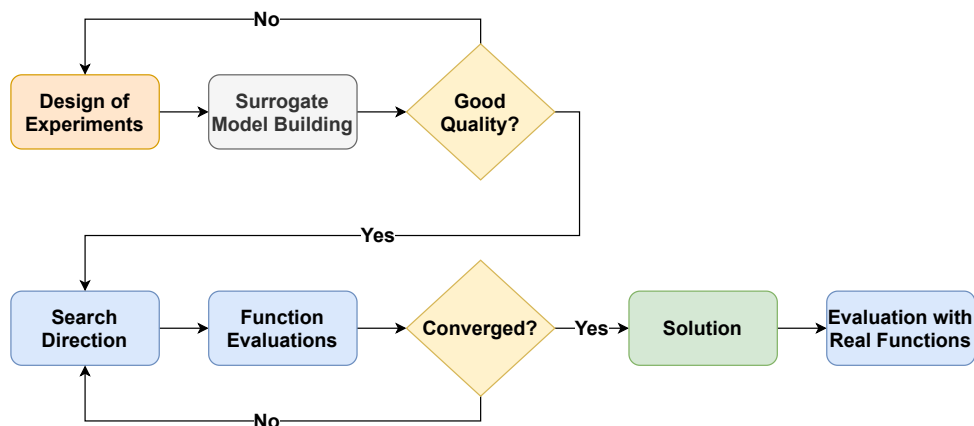 No
Design of
Experiments
Surrogate
Model Building
Good
Quality?
Yes
Search
Direction
Function
Evaluations
Converged?
Yes
Solution
Evaluation with
Real Functions
No